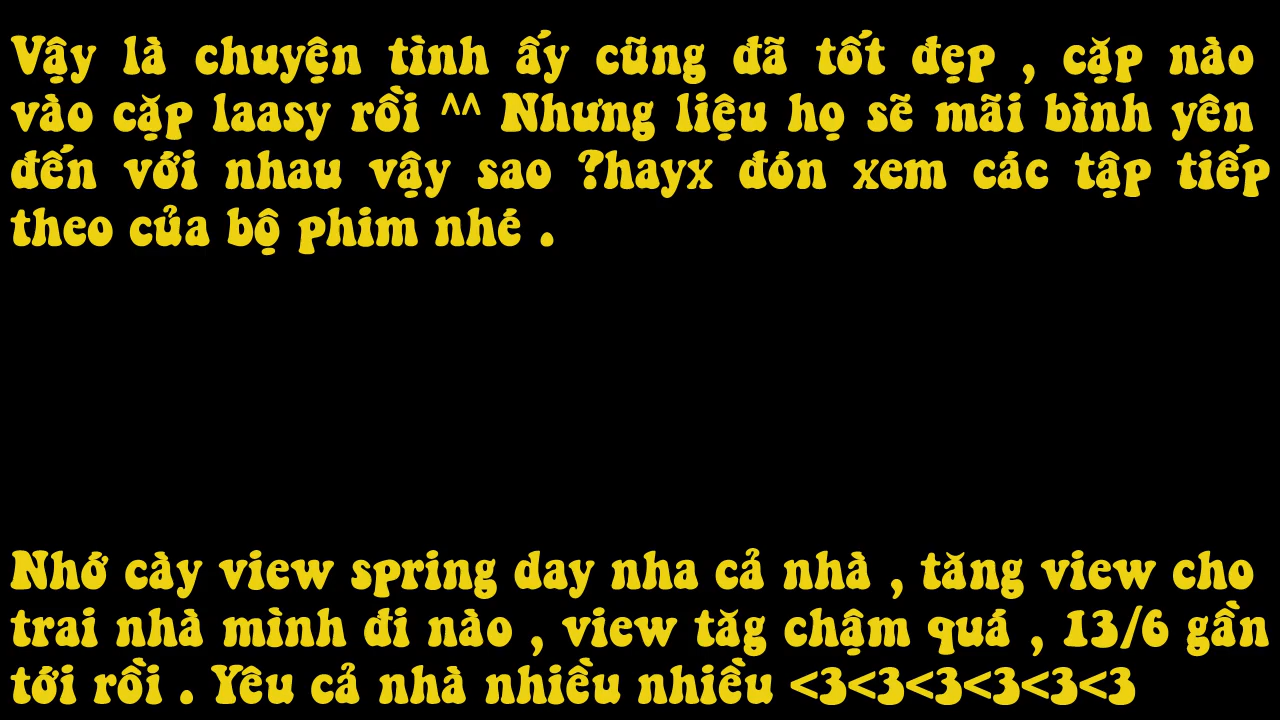 Vậy là chuyện tình ấy cũng đã tốt đẹp , cặp nào
vào cặp laasy rồi ^^ Nhưng liệu họ sẽ mãi bình yên
đến với nhau vậy sao ?hayx đón xem các tập tiếp
theo của bộ phim nhé .
Nhớ cày view spring day nha cả nhà , tăng view cho
trai nhà mình đi nào , view tăg chậm quá , 13/6 gần
tới rồi . Yêu cả nhà nhiều nhiều <3<3<3<3<3<3